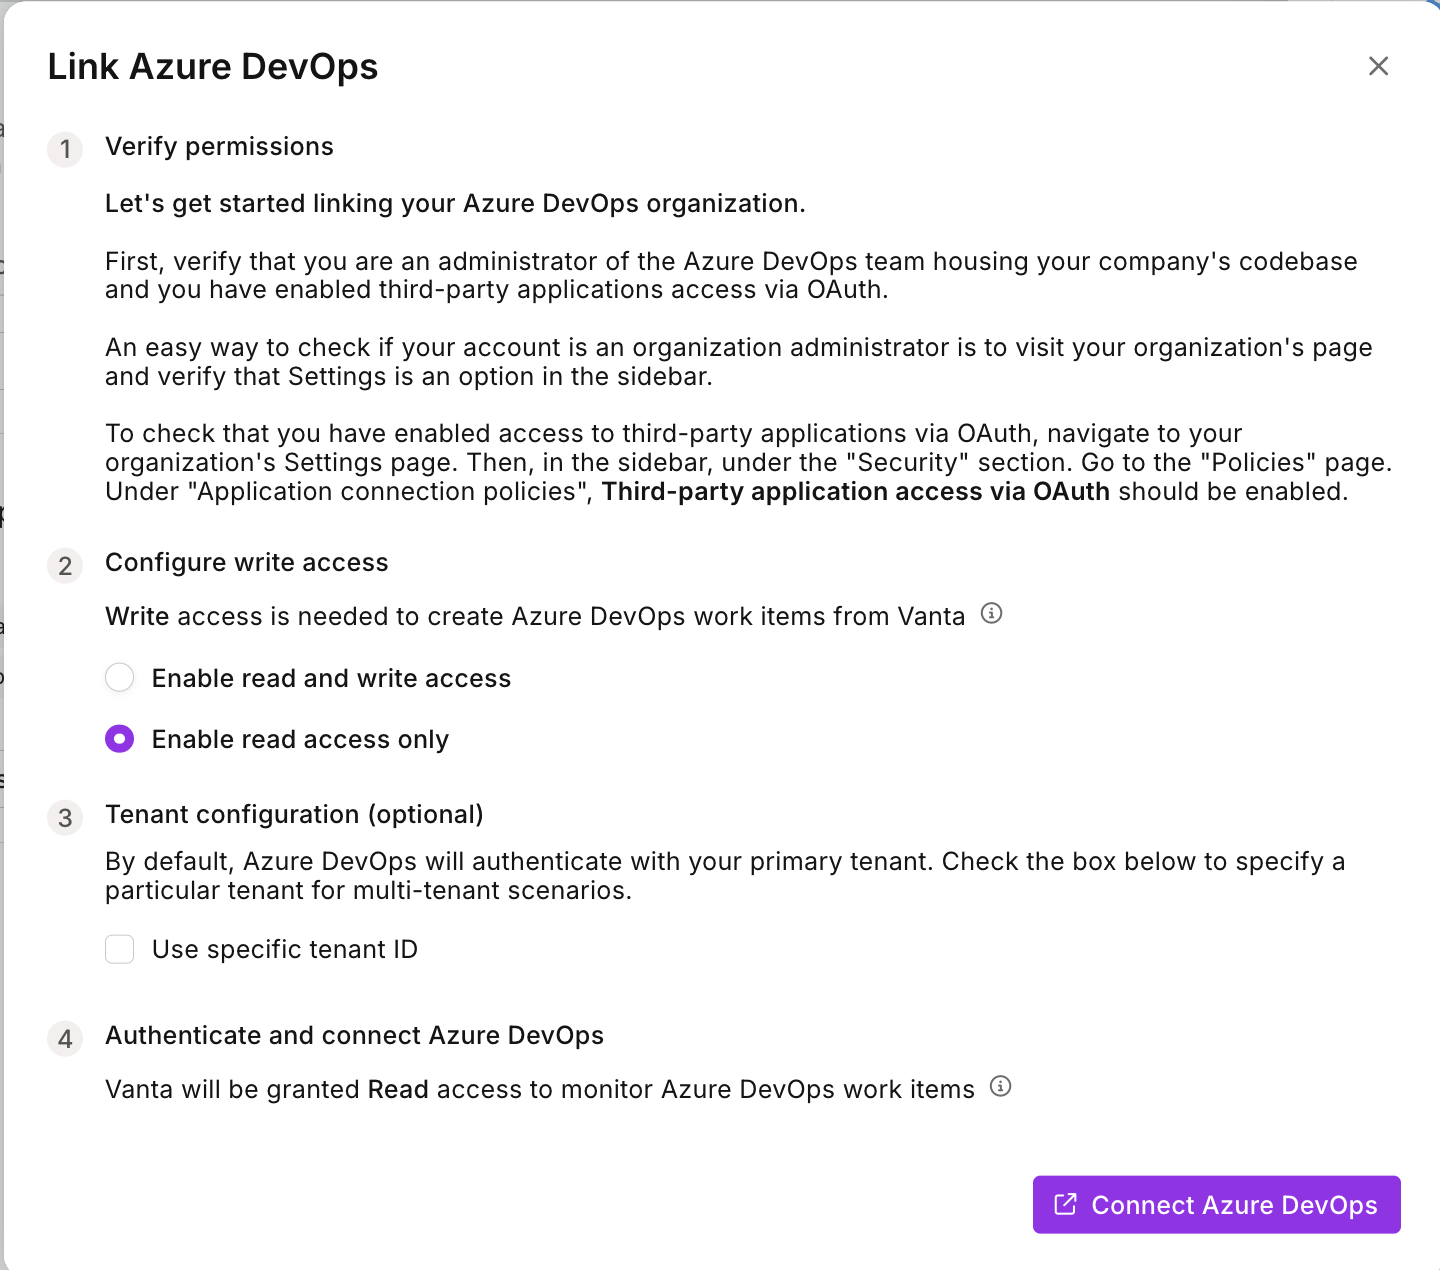 Link Azure DevOps
1 Verify permissions
Let's get started linking your Azure DevOps organization.
First, verify that you are an administrator of the Azure DevOps team housing your company's codebase
and you have enabled third-party applications access via OAuth.
An easy way to check if your account is an organization administrator is to visit your organization's page
and verify that Settings is an option in the sidebar.
To check that you have enabled access to third-party applications via OAuth, navigate to your
organization's Settings page. Then, in the sidebar, under the "Security" section. Go to the "Policies" page.
Under "Application connection policies", Third-party application access via OAuth should be enabled.
2 Configure write access
Write access is needed to create Azure DevOps work items from Vanta
Enable read and write access
Enable read access only
3 Tenant configuration (optional)
By default, Azure DevOps will authenticate with your primary tenant. Check the box below to specify a
particular tenant for multi-tenant scenarios.
Use specific tenant ID
4 Authenticate and connect Azure DevOps
Vanta will be granted Read access to monitor Azure DevOps work items
Connect Azure DevOps